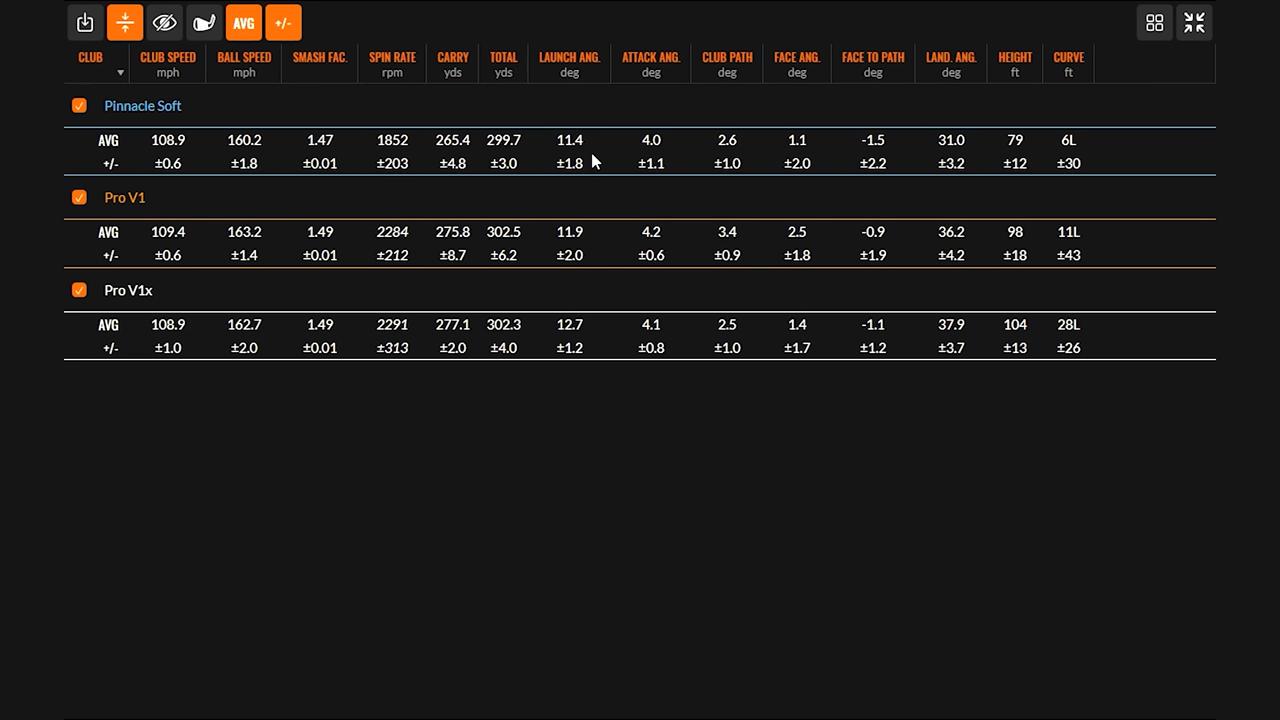 AVG +/-
CLUB CLUB SPEED BALL SPEED SMASH FAC. SPIN RATE CARRY TOTAL LAUNCH ANG. ATTACK ANG. CLUB PATH FACE ANG. FACE TO PATH LAND. ANG. HEIGHT CURVE
mph mph rpm yds yds deg deg deg deg deg deg ft ft
Pinnacle Soft
AVG 108.9 160.2 1.47 1852 265.4 299.7 11.4 4.0 2.6 1.1 -1.5 31.0 79 6L
+/- ±0.6 ±1.8 ±0.01 ±203 ±4.8 ±3.0 ±1.8 ±1.1 ±1.0 ±2.0 ±2.2 ±3.2 ±12 ±30
Pro V1
AVG 109.4 163.2 1.49 2284 275.8 302.5 11.9 4.2 3.4 2.5 -0.9 36.2 98 11L
+/- ±0.6 ±1.4 ±0.01 ±212 ±8.7 ±6.2 ±2.0 ±0.6 ±0.9 ±1.8 ±1.9 ±4.2 ±18 ±43
Pro V1x
AVG 108.9 162.7 1.49 2291 277.1 302.3 12.7 4.1 2.5 1.4 -1.1 37.9 104 28L
+/- ±1.0 ±2.0 ±0.01 ±313 ±2.0 ±4.0 ±1.2 ±0.8 ±1.0 ±1.7 ±1.2 ±3.7 ±13 ±26